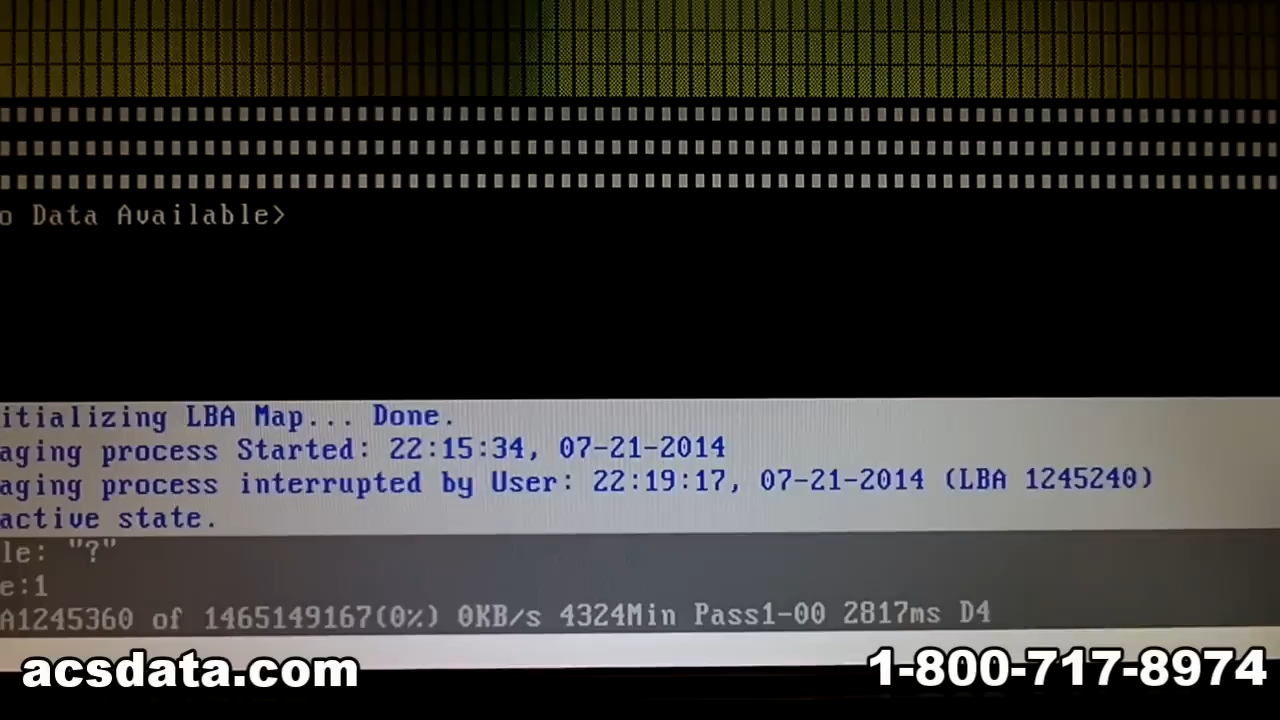 o Data Available>
itializing LBA Map... Done.
aging process Started: 22:15:34, 07-21-2014
aging process interrupted by User: 22:19:17, 07-21-2014 (LBA 1245240)
active state.
le: "?"
e:1
A1245360 of 1465149167(0%) 0KB/s 4324Min Pass1-00 2817ms D4
acsdata.com 1-800-717-8974